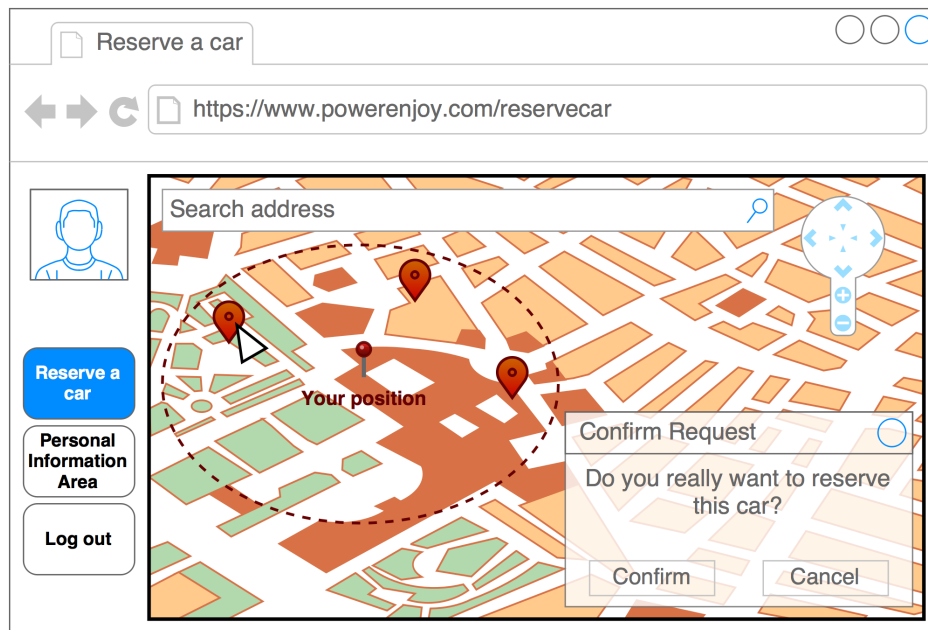 Reserve a car
https://www.powerenjoy.com/reservecar
Search address
Reserve a
car
Personal
Information
Area
Log out
Your position
Confirm Request
Do you really want to reserve
this car?
Confirm
Cancel